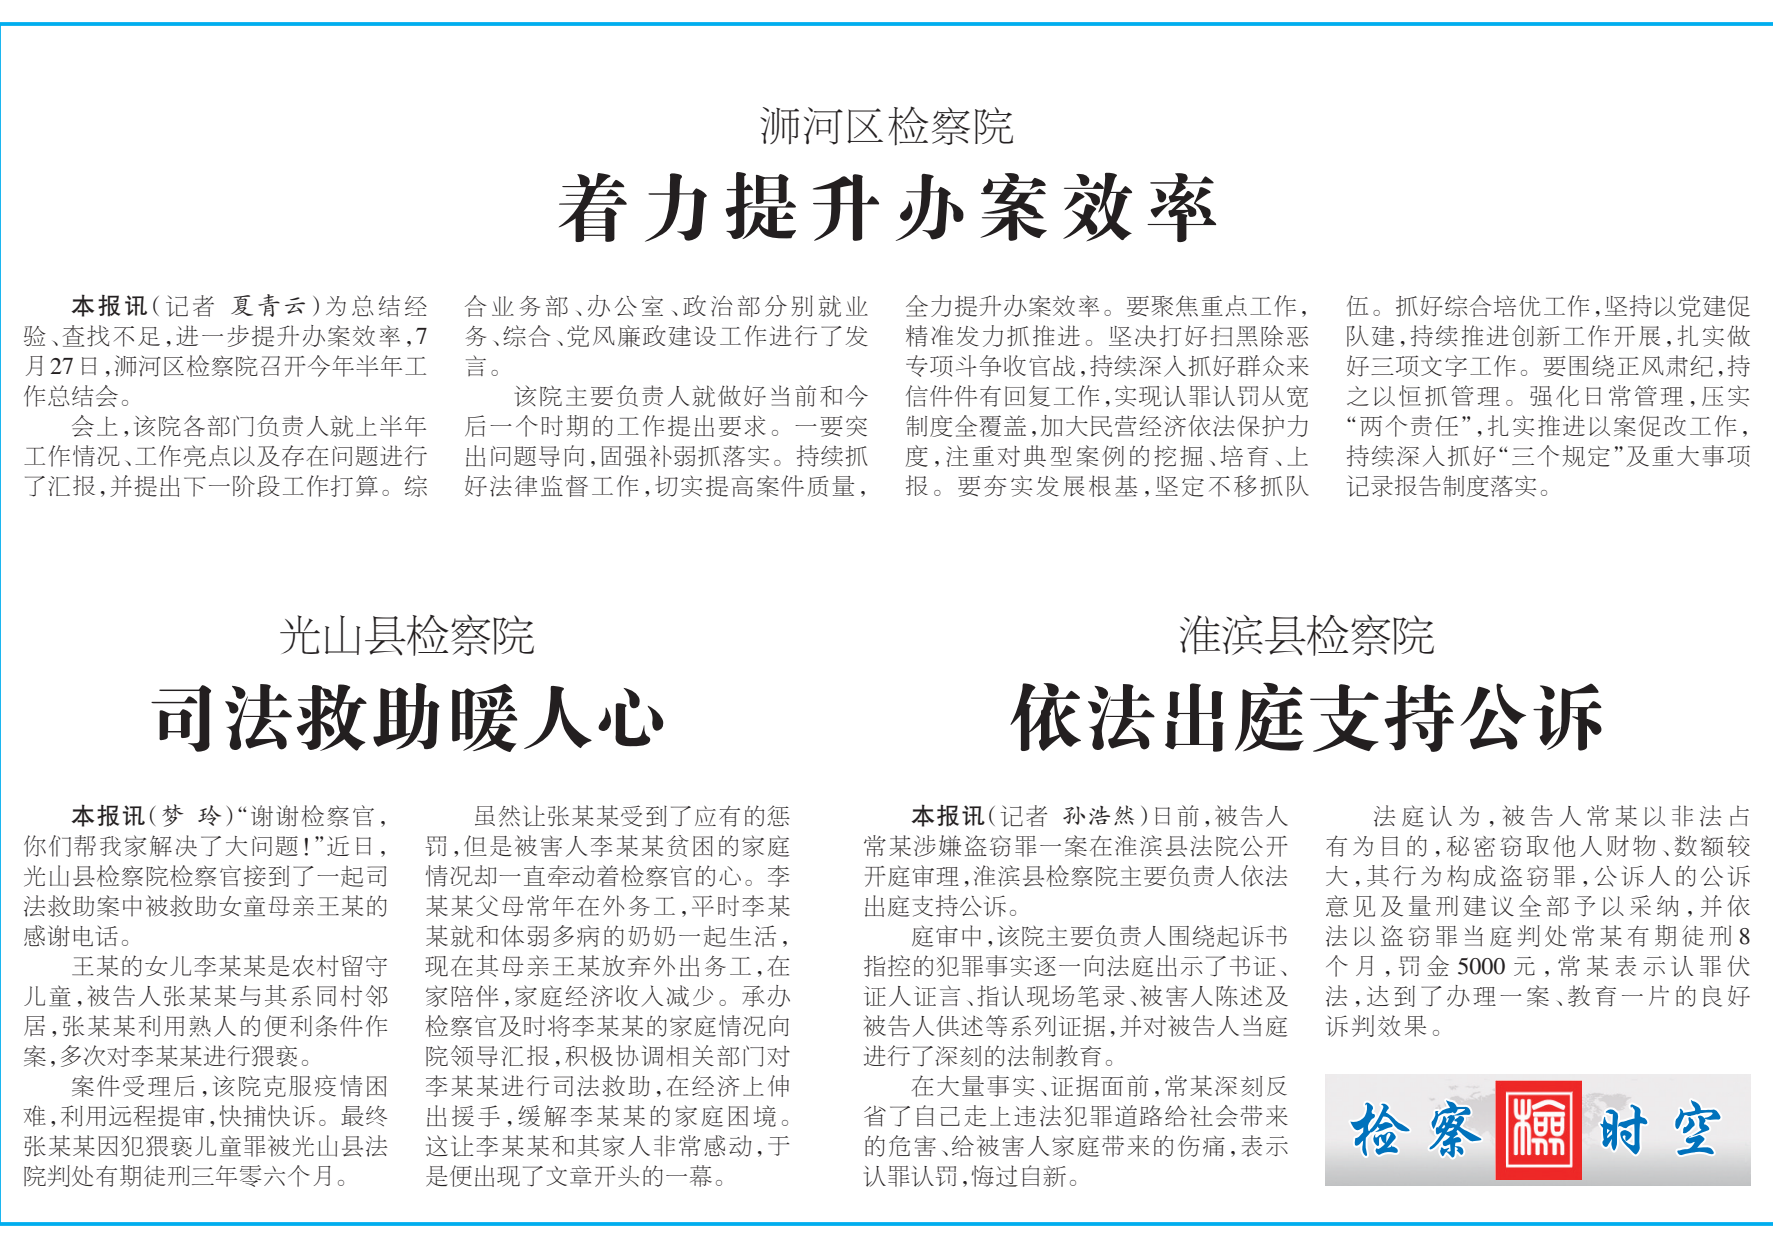 浉河区检察院
着力提升办案效率
本报讯(记者 夏青云)为总结经
验、查找不足,进一步提升办案效率,7
月27日,浉河区检察院召开今年半年工
作总结会。
会上,该院各部门负责人就上半年
工作情况、工作亮点以及存在问题进行
了汇报,并提出下一阶段工作打算。综
合业务部、办公室、政治部分别就业
务、综合、党风廉政建设工作进行了发
言。
该院主要负责人就做好当前和今
后一个时期的工作提出要求。一要突
出问题导向,固强补弱抓落实。持续抓
好法律监督工作,切实提高案件质量,
全力提升办案效率。要聚焦重点工作,
精准发力抓推进。坚决打好扫黑除恶
专项斗争收官战,持续深入抓好群众来
信件件有回复工作,实现认罪认罚从宽
制度全覆盖,加大民营经济依法保护力
度,注重对典型案例的挖掘、培育、上
报。要夯实发展根基,坚定不移抓队
伍。抓好综合培优工作,坚持以党建促
队建,持续推进创新工作开展,扎实做
好三项文字工作。要围绕正风肃纪,持
之以恒抓管理。强化日常管理,压实
“两个责任”,扎实推进以案促改工作,
持续深入抓好“三个规定”及重大事项
记录报告制度落实。
光山县检察院
司法救助暖人心
本报讯(梦 玲)“谢谢检察官,
你们帮我家解决了大问题!”近日,
光山县检察院检察官接到了一起司
法救助案中被救助女童母亲王某的
感谢电话。
王某的女儿李某某是农村留守
儿童,被告人张某某与其系同村邻
居,张某某利用熟人的便利条件作
案,多次对李某某进行猥亵。
案件受理后,该院克服疫情困
难,利用远程提审,快捕快诉。最终
张某某因犯猥亵儿童罪被光山县法
院判处有期徒刑三年零六个月。
虽然让张某某受到了应有的惩
罚,但是被害人李某某贫困的家庭
情况却一直牵动着检察官的心。李
某某父母常年在外务工,平时李某
某就和体弱多病的奶奶一起生活,
现在其母亲王某放弃外出务工,在
家陪伴,家庭经济收入减少。承办
检察官及时将李某某的家庭情况向
院领导汇报,积极协调相关部门对
李某某进行司法救助,在经济上伸
出援手,缓解李某某的家庭困境。
这让李某某和其家人非常感动,于
是便出现了文章开头的一幕。
淮滨县检察院
依法出庭支持公诉
本报讯(记者 孙浩然)日前,被告人
常某涉嫌盗窃罪一案在淮滨县法院公开
开庭审理,淮滨县检察院主要负责人依法
出庭支持公诉。
庭审中,该院主要负责人围绕起诉书
指控的犯罪事实逐一向法庭出示了书证、
证人证言、指认现场笔录、被害人陈述及
被告人供述等系列证据,并对被告人当庭
进行了深刻的法制教育。
在大量事实、证据面前,常某深刻反
省了自己走上违法犯罪道路给社会带来
的危害、给被害人家庭带来的伤痛,表示
认罪认罚,悔过自新。
法庭认为,被告人常某以非法占
有为目的,秘密窃取他人财物、数额较
大,其行为构成盗窃罪,公诉人的公诉
意见及量刑建议全部予以采纳,并依
法以盗窃罪当庭判处常某有期徒刑8
个月,罚金5000元,常某表示认罪伏
法,达到了办理一案、教育一片的良好
诉判效果。
检察 檢 时空